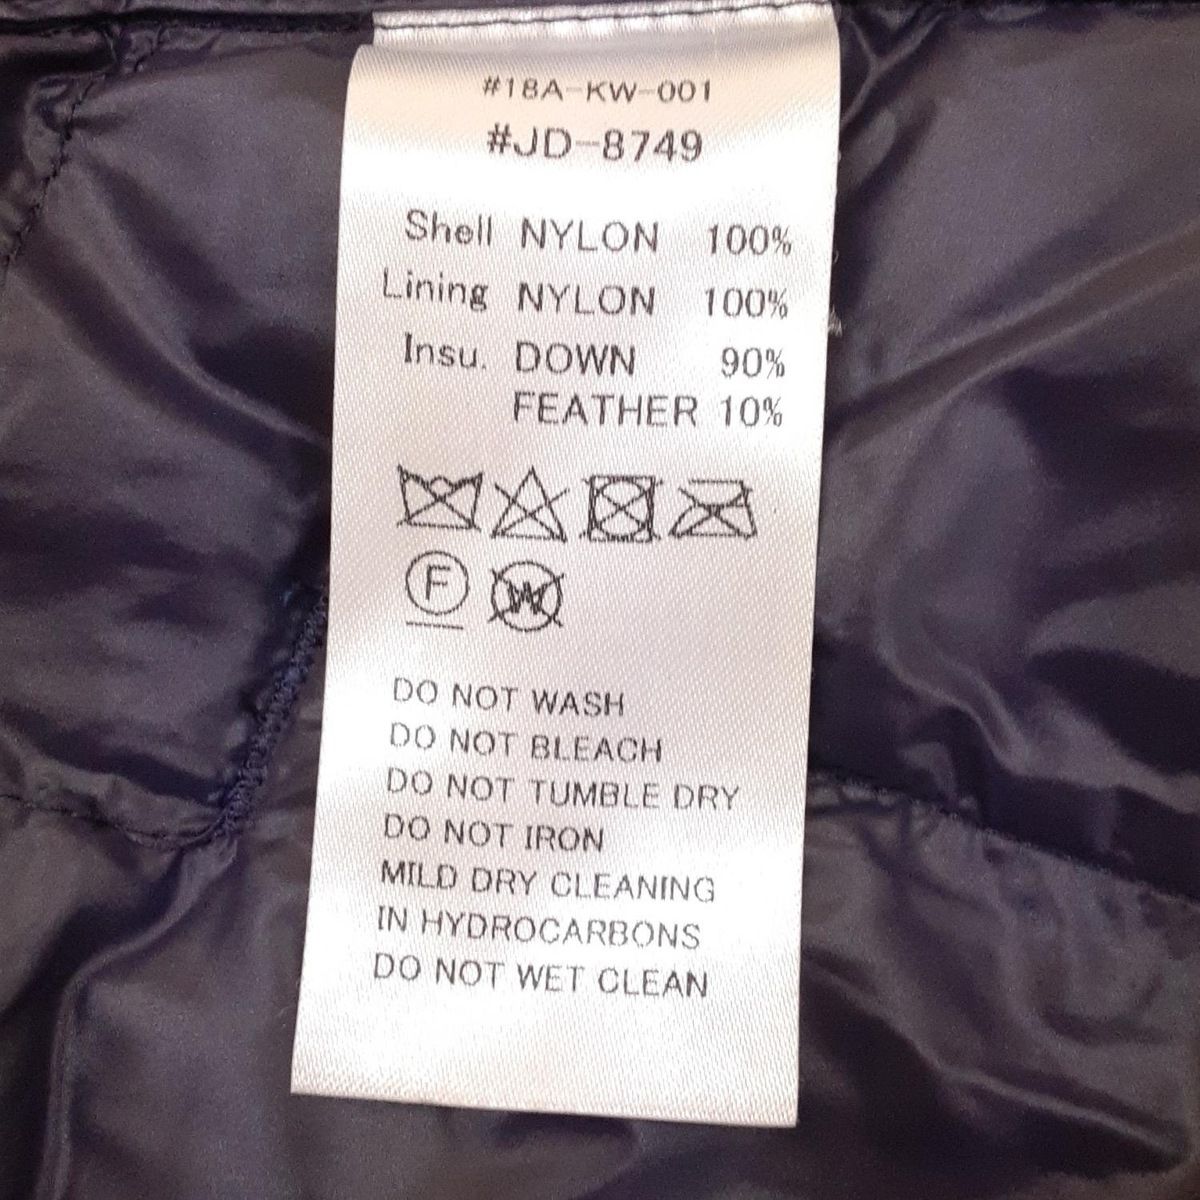 #18A-KW-001
#JD-8749
Shell NYLON 100%
Lining NYLON 100%
Insu. DOWN 90%
FEATHER 10%
F W
DO NOT WASH
DO NOT BLEACH
DO NOT TUMBLE DRY
DO NOT IRON
MILD DRY CLEANING
IN HYDROCARBONS
DO NOT WET CLEAN